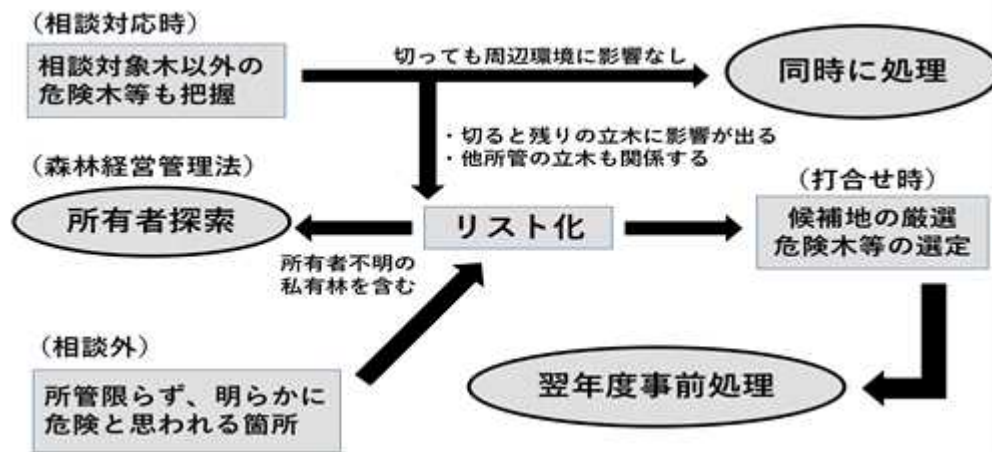 (相談対応時)
相談対象木以外の
危険木等も把握
切っても周辺環境に影響なし
同時に処理
・切ると残りの立木に影響が出る
・他所管の立木も関係する
(森林経営管理法)
所有者探索
リスト化
(打合せ時)
候補地の厳選
危険木等の選定
所有者不明の
私有林を含む
(相談外)
所管限らず、明らかに
危険と思われる箇所
翌年度事前処理